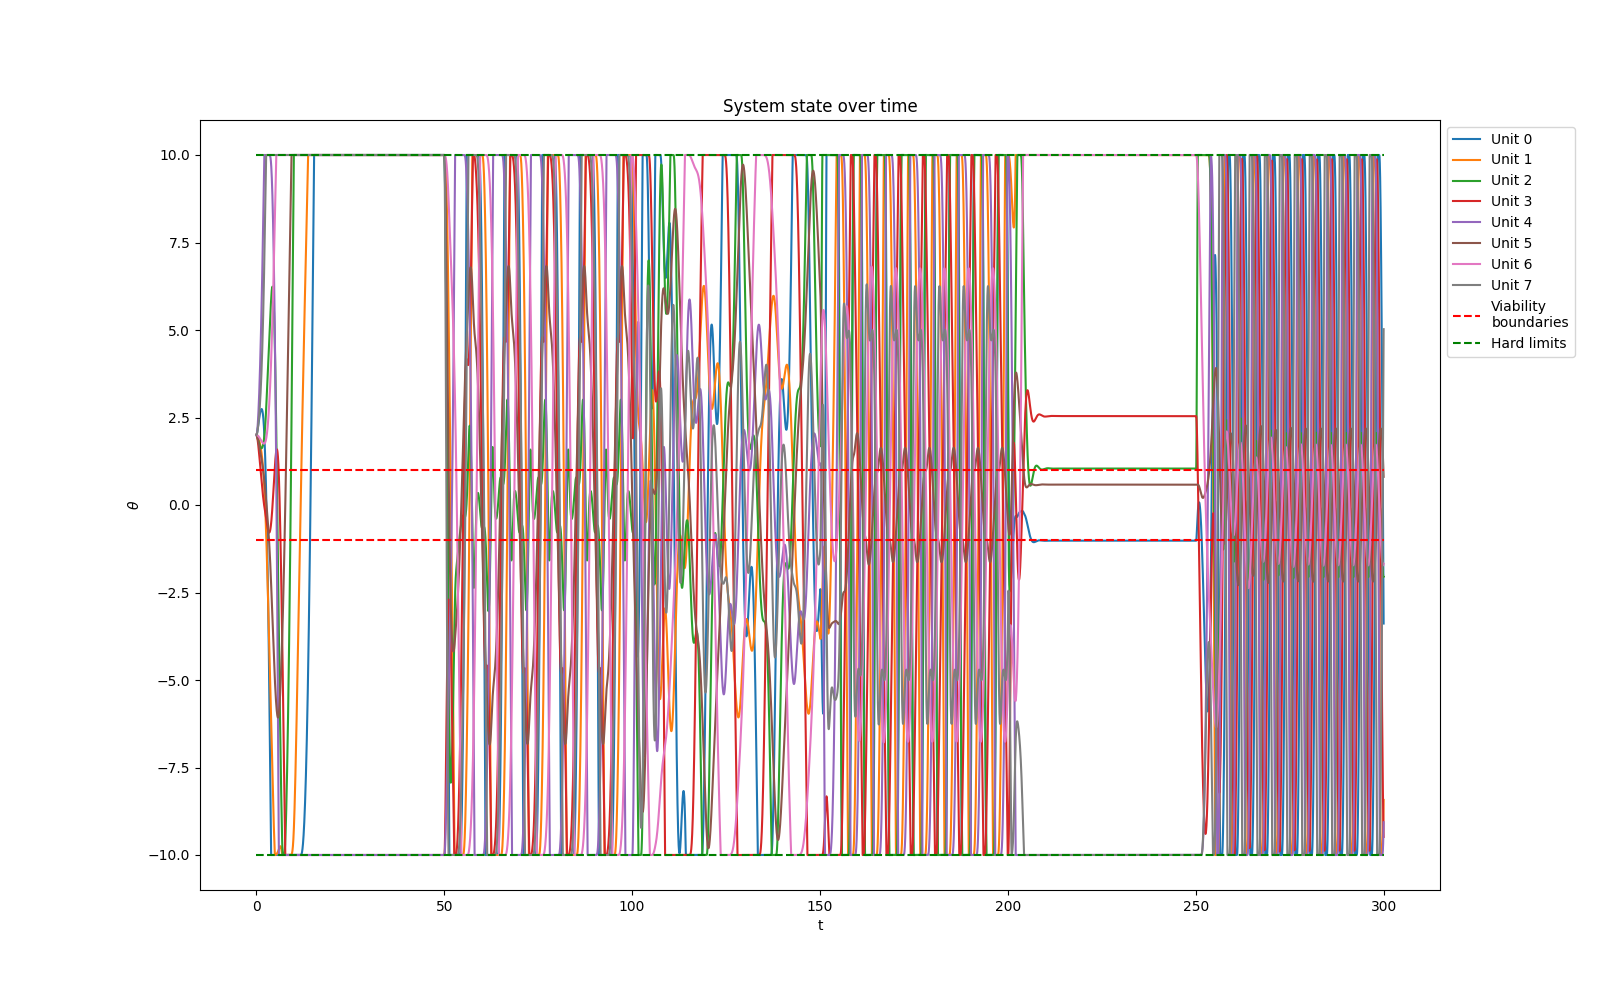 System state over time
10.0
7.5
5.0
2.5
0.0
−2.5
−5.0
−7.5
−10.0
θ
0
50
100
150
200
250
300
t
Unit 0
Unit 1
Unit 2
Unit 3
Unit 4
Unit 5
Unit 6
Unit 7
Viability
boundaries
Hard limits